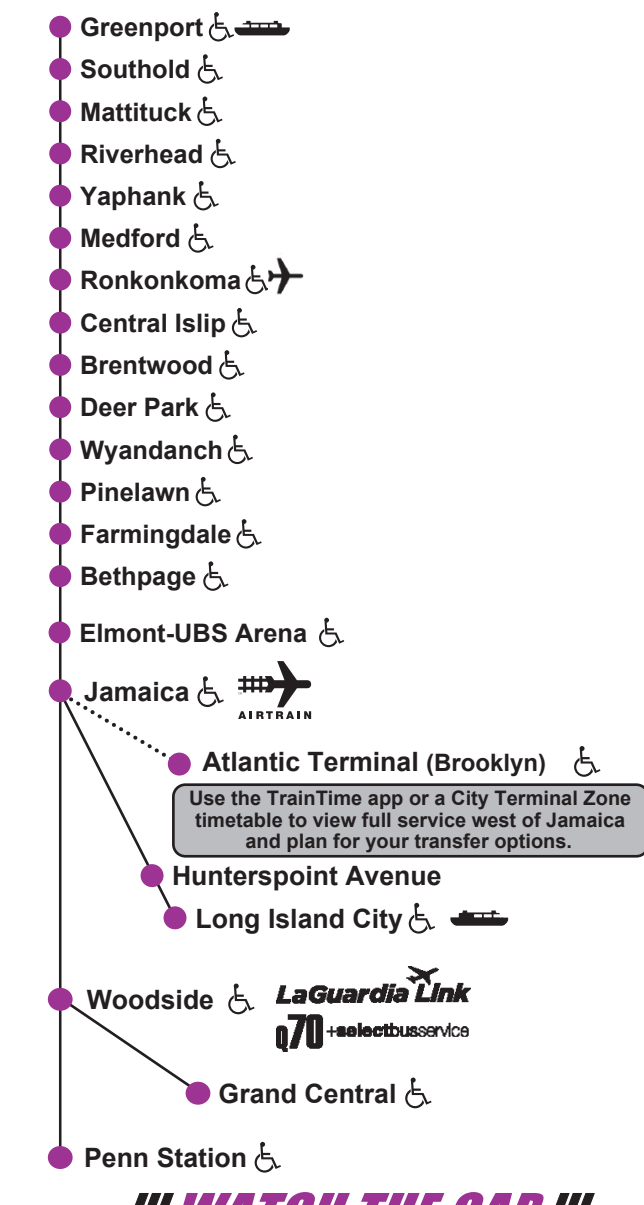 Greenport
Southold
Mattituck
Riverhead
Yaphank
Medford
Ronkonkoma
Central Islip
Brentwood
Deer Park
Wyandanch
Pinelawn
Farmingdale
Bethpage
Elmont-UBS Arena
Jamaica
AIRTRAIN
Atlantic Terminal (Brooklyn)
Use the TrainTime app or a City Terminal Zone
timetable to view full service west of Jamaica
and plan for your transfer options.
Hunterspoint Avenue
Long Island City
Woodside
LaGuardia Link
Q70 +selectbusservice
Grand Central
Penn Station
!!! WATCH THE GAP !!!